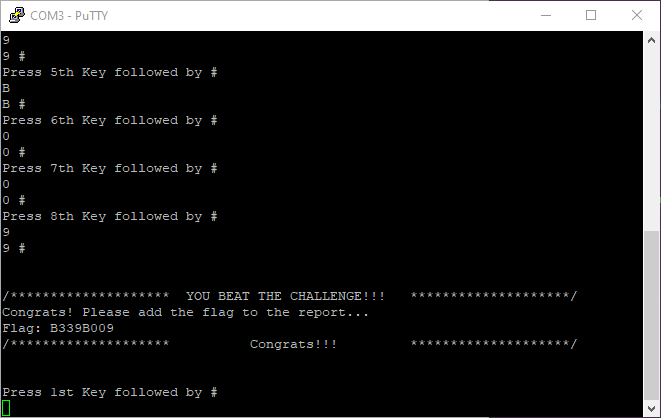 COM3 - PuTTY
9
9 #
Press 5th Key followed by #
B
B #
Press 6th Key followed by #
0
0 #
Press 7th Key followed by #
0
0 #
Press 8th Key followed by #
9
9 #
/******************** YOU BEAT THE CHALLENGE!!! ********************/
Congrats! Please add the flag to the report...
Flag: B339B009
/******************** Congrats!!! ********************/
Press 1st Key followed by #